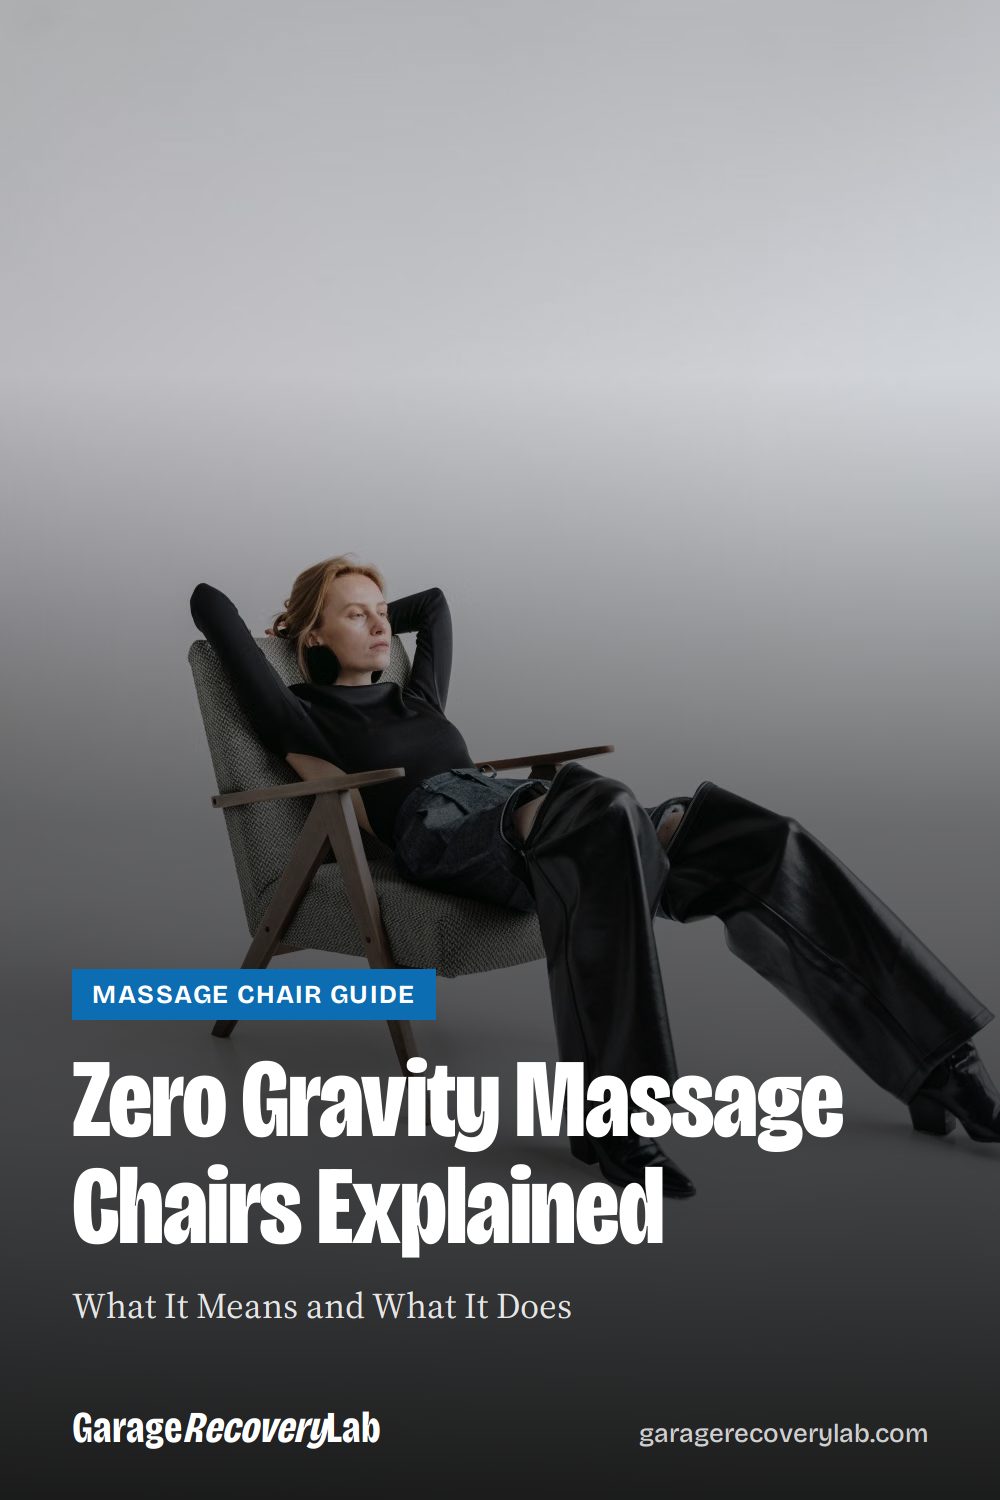 MASSAGE CHAIR GUIDE
Zero Gravity Massage
Chairs Explained
What It Means and What It Does
GarageRecoveryLab
garagerecoverylab.com